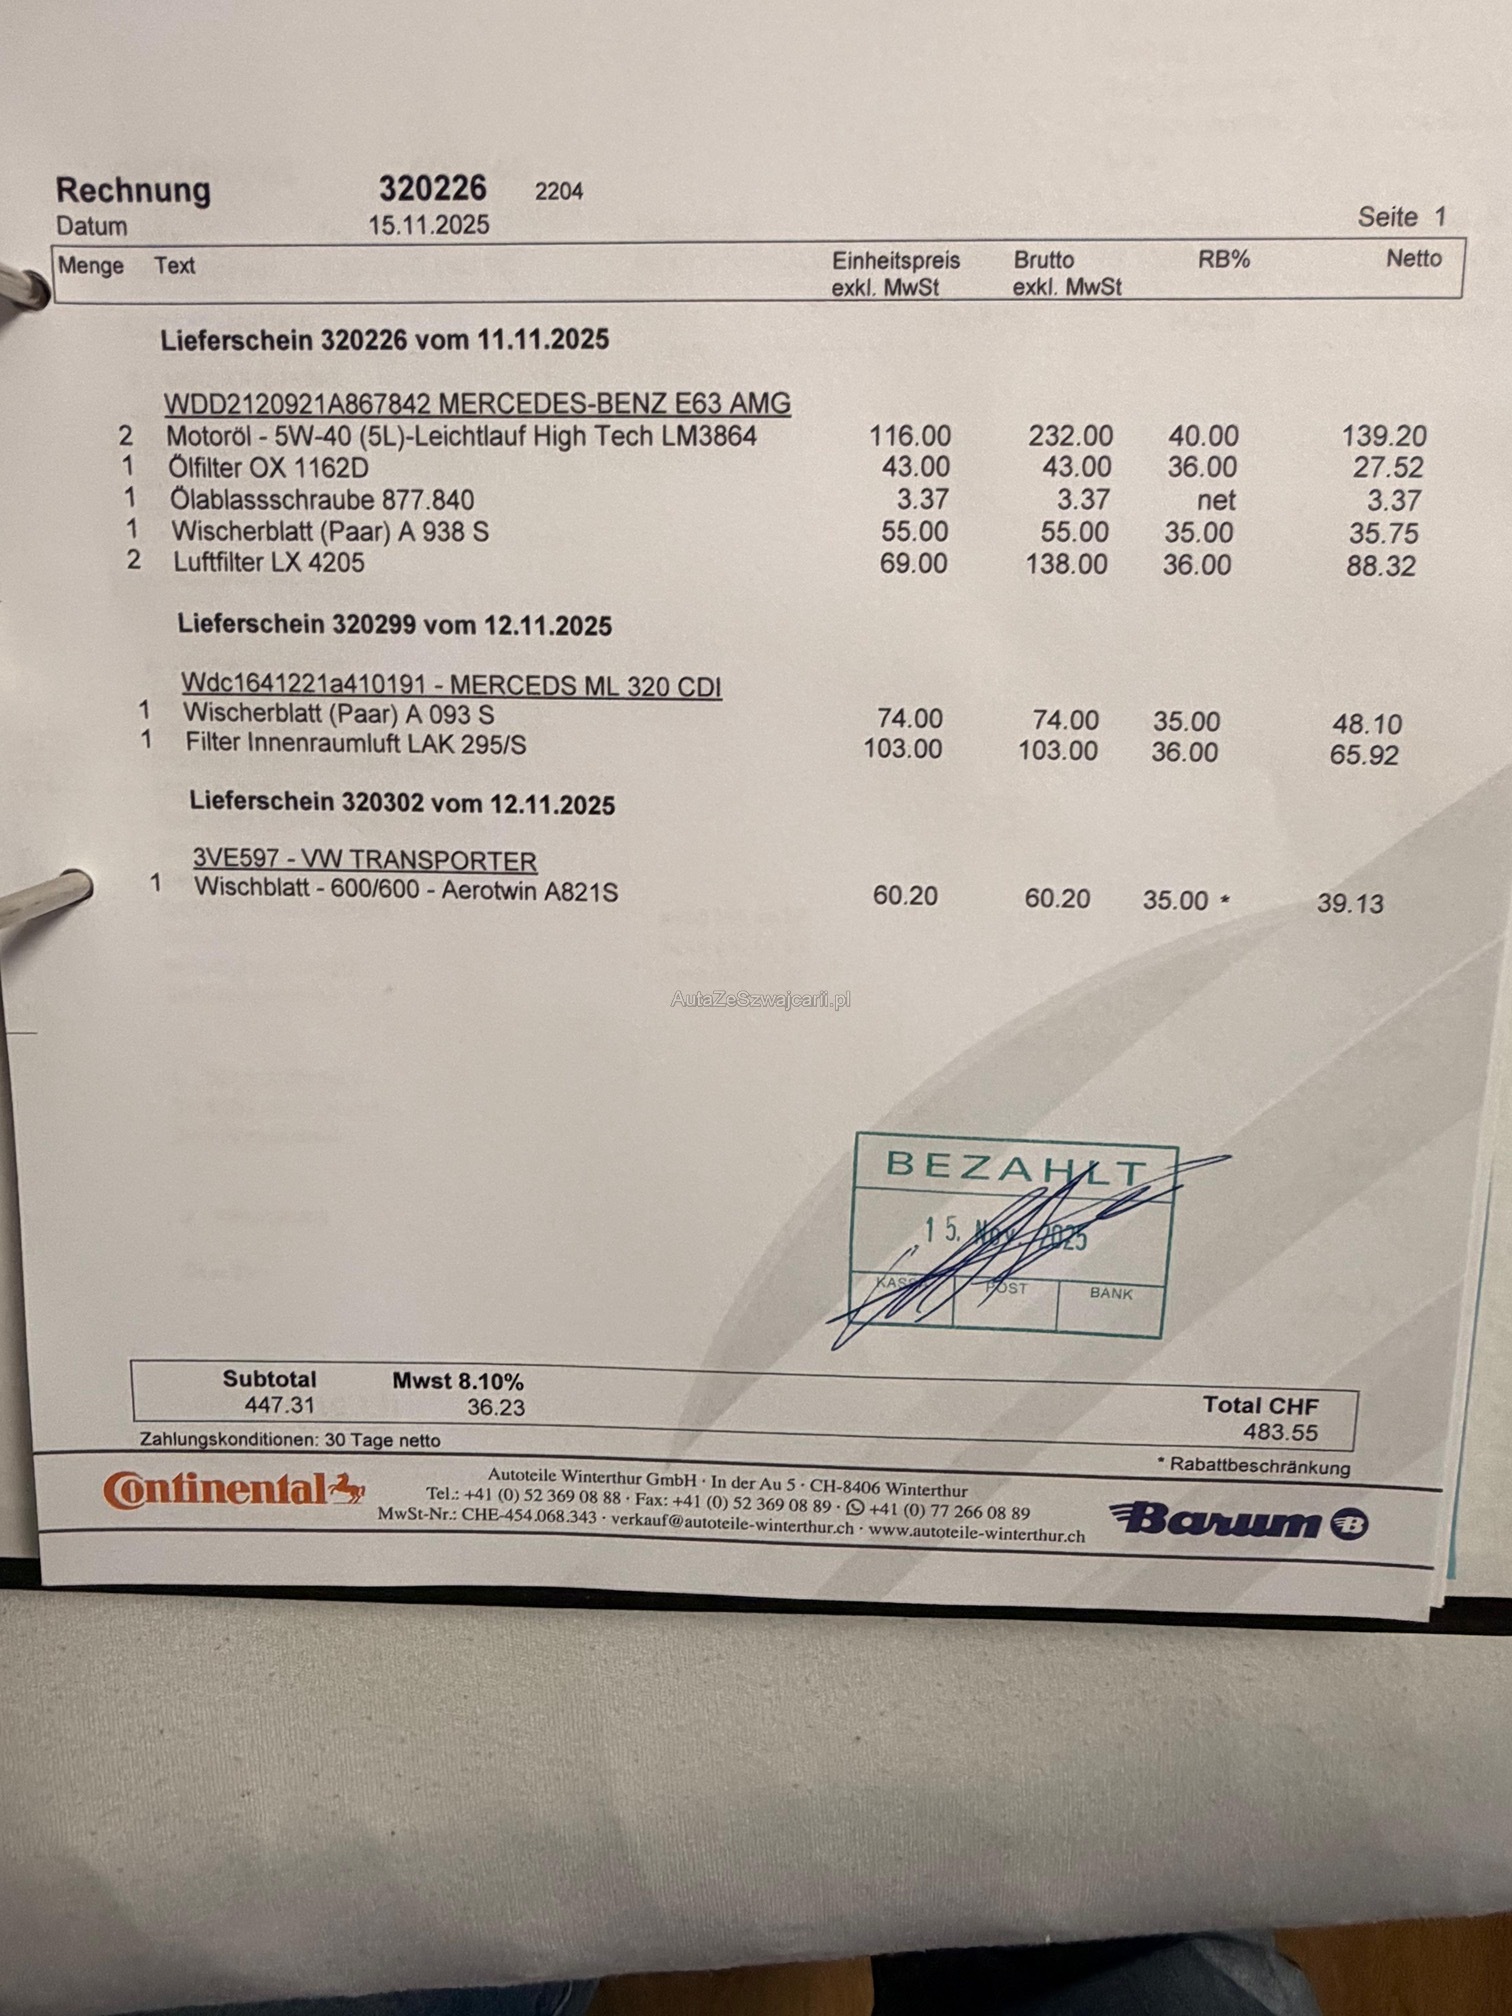 Rechnung 320226 2204
Datum 15.11.2025 Seite 1
Menge Text Einheitspreis exkl. MwSt Brutto exkl. MwSt RB% Netto
Lieferschein 320226 vom 11.11.2025
WDD2120921A867842 MERCEDES-BENZ E63 AMG
2 Motoröl - 5W-40 (5L)-Leichtlauf High Tech LM3864 116.00 232.00 40.00 139.20
1 Ölfilter OX 1162D 43.00 43.00 36.00 27.52
1 Ölablassschraube 877.840 3.37 3.37 net 3.37
1 Wischerblatt (Paar) A 938 S 55.00 55.00 35.00 35.75
2 Luftfilter LX 4205 69.00 138.00 36.00 88.32
Lieferschein 320299 vom 12.11.2025
Wdc1641221a410191 - MERCEDS ML 320 CDI
1 Wischerblatt (Paar) A 093 S 74.00 74.00 35.00 48.10
1 Filter Innenraumluft LAK 295/S 103.00 103.00 36.00 65.92
Lieferschein 320302 vom 12.11.2025
3VE597 - VW TRANSPORTER
1 Wischblatt - 600/600 - Aerotwin A821S 60.20 60.20 35.00 * 39.13
AutaZeSzwajcarii.pl
BEZAHLT
15. Nov. 2025
KASSE POST BANK
Subtotal Mwst 8.10% Total CHF
447.31 36.23 483.55
Zahlungskonditionen: 30 Tage netto
* Rabattbeschränkung
Continental
Autoteile Winterthur GmbH · In der Au 5 · CH-8406 Winterthur
Tel.: +41 (0) 52 369 08 88 · Fax: +41 (0) 52 369 08 89 · +41 (0) 77 266 08 89
MwSt-Nr.: CHE-454.068.343 · verkauf@autoteile-winterthur.ch · www.autoteile-winterthur.ch
Barum B